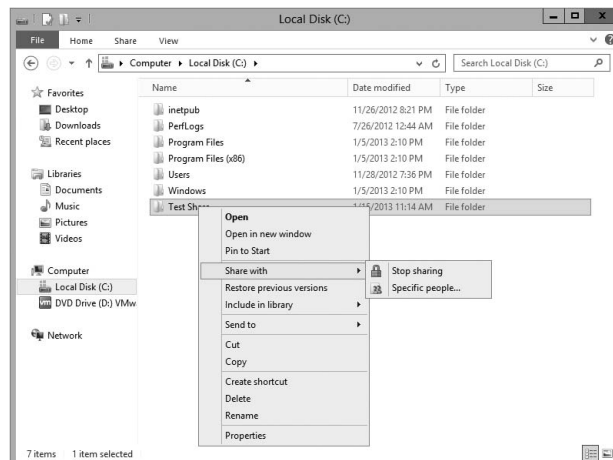 Local Disk (C:)
File Home Share View
Computer Local Disk (C:) Search Local Disk (C:)
Name Date modified Type Size
Favorites
Desktop
Downloads
Recent places
Libraries
Documents
Music
Pictures
Videos
Computer
Local Disk (C:)
DVD Drive (D:) VMw
Network
inetpub 11/26/2012 8:21 PM File folder
PerfLogs 7/26/2012 12:44 AM File folder
Program Files 1/5/2013 2:10 PM File folder
Program Files (x86) 1/5/2013 2:10 PM File folder
Users 11/28/2012 7:36 PM File folder
Windows 1/5/2013 2:10 PM File folder
Test Share 1/15/2013 11:14 AM File folder
Open
Open in new window
Pin to Start
Share with
Restore previous versions
Include in library
Send to
Cut
Copy
Create shortcut
Delete
Rename
Properties
Stop sharing
Specific people...
7 items 1 item selected